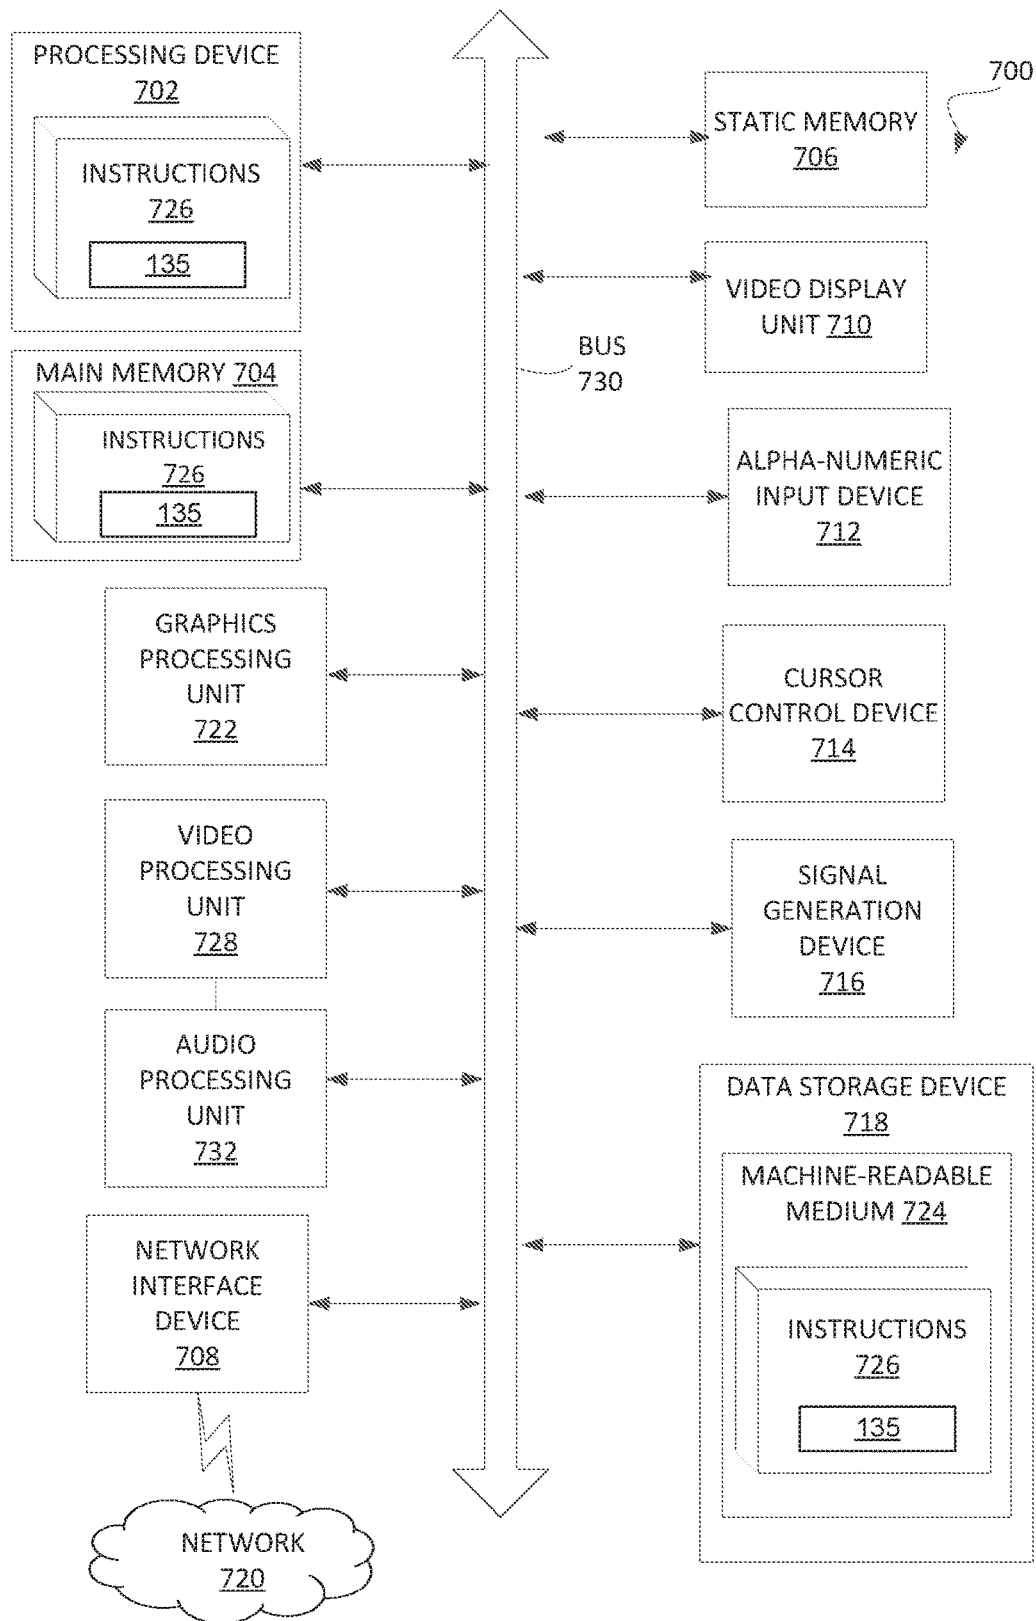 PROCESSING DEVICE
702
INSTRUCTIONS
726
135
MAIN MEMORY 704
INSTRUCTIONS
726
135
GRAPHICS
PROCESSING
UNIT
722
VIDEO
PROCESSING
UNIT
728
AUDIO
PROCESSING
UNIT
732
NETWORK
INTERFACE
DEVICE
708
NETWORK
720
BUS
730
700
STATIC MEMORY
706
VIDEO DISPLAY
UNIT 710
ALPHA-NUMERIC
INPUT DEVICE
712
CURSOR
CONTROL DEVICE
714
SIGNAL
GENERATION
DEVICE
716
DATA STORAGE DEVICE
718
MACHINE-READABLE
MEDIUM 724
INSTRUCTIONS
726
135